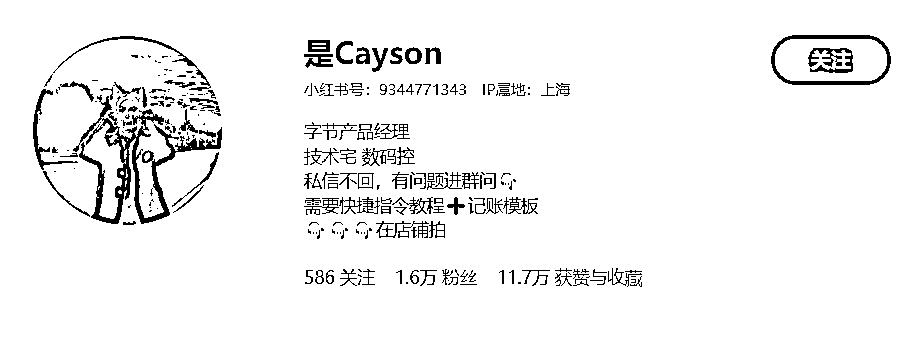 是Cayson
关注
小红书号：9344771343 IP属地：上海
字节产品经理
技术宅 数码控
私信不回，有问题进群问👇
需要快捷指令教程➕记账模板
👇👇👇在店铺拍
586 关注 1.6万 粉丝 11.7万 获赞与收藏